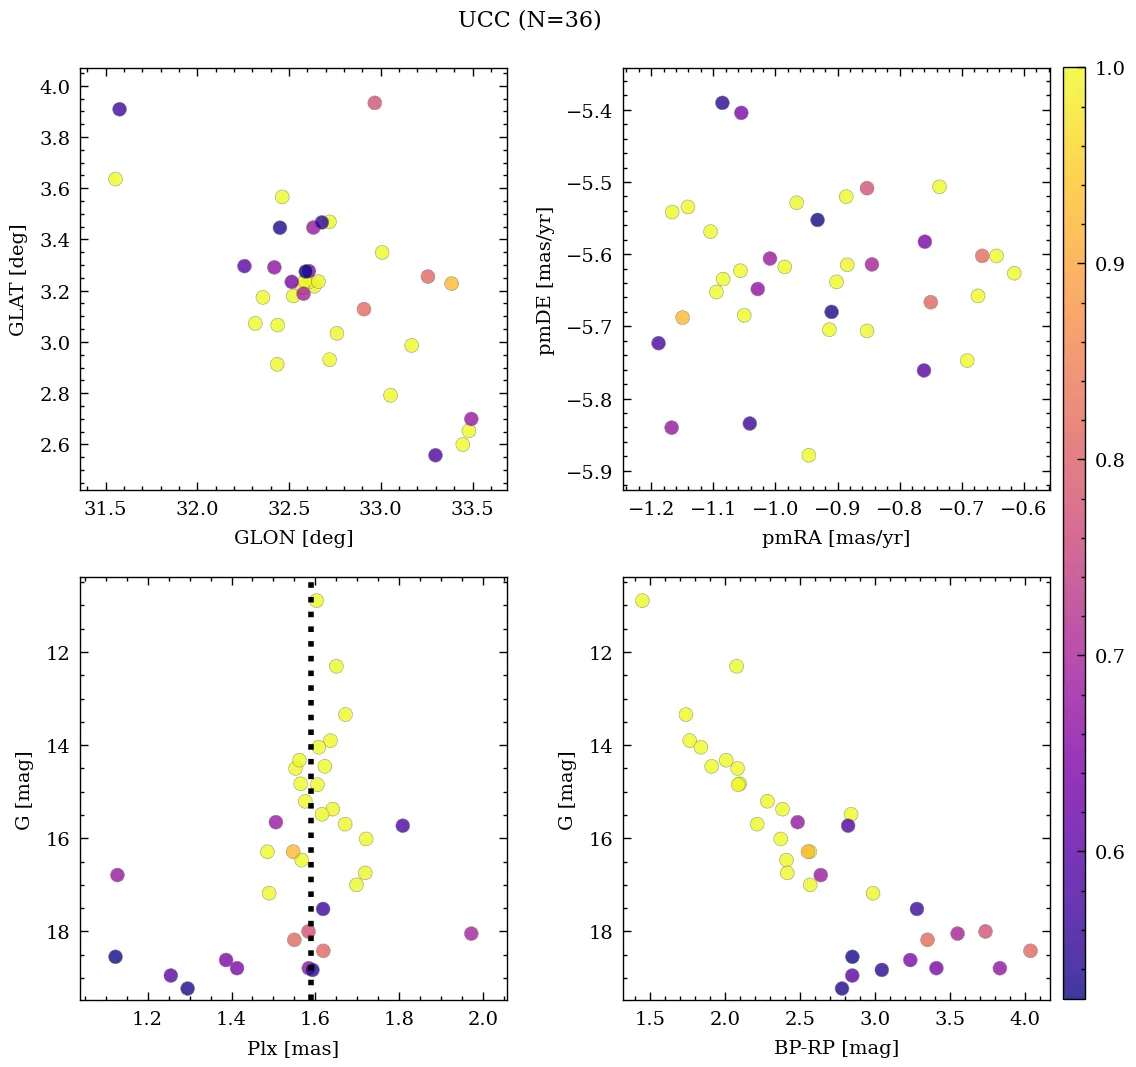 UCC (N=36)
4.0
3.8
3.6
3.4
3.2
3.0
2.8
2.6
GLAT [deg]
31.5 32.0 32.5 33.0 33.5
GLON [deg]
−5.4
−5.5
−5.6
−5.7
−5.8
−5.9
pmDE [mas/yr]
−1.2 −1.1 −1.0 −0.9 −0.8 −0.7 −0.6
pmRA [mas/yr]
1.0
0.9
0.8
0.7
0.6
12
14
16
18
G [mag]
1.2 1.4 1.6 1.8 2.0
Plx [mas]
12
14
16
18
G [mag]
1.5 2.0 2.5 3.0 3.5 4.0
BP-RP [mag]